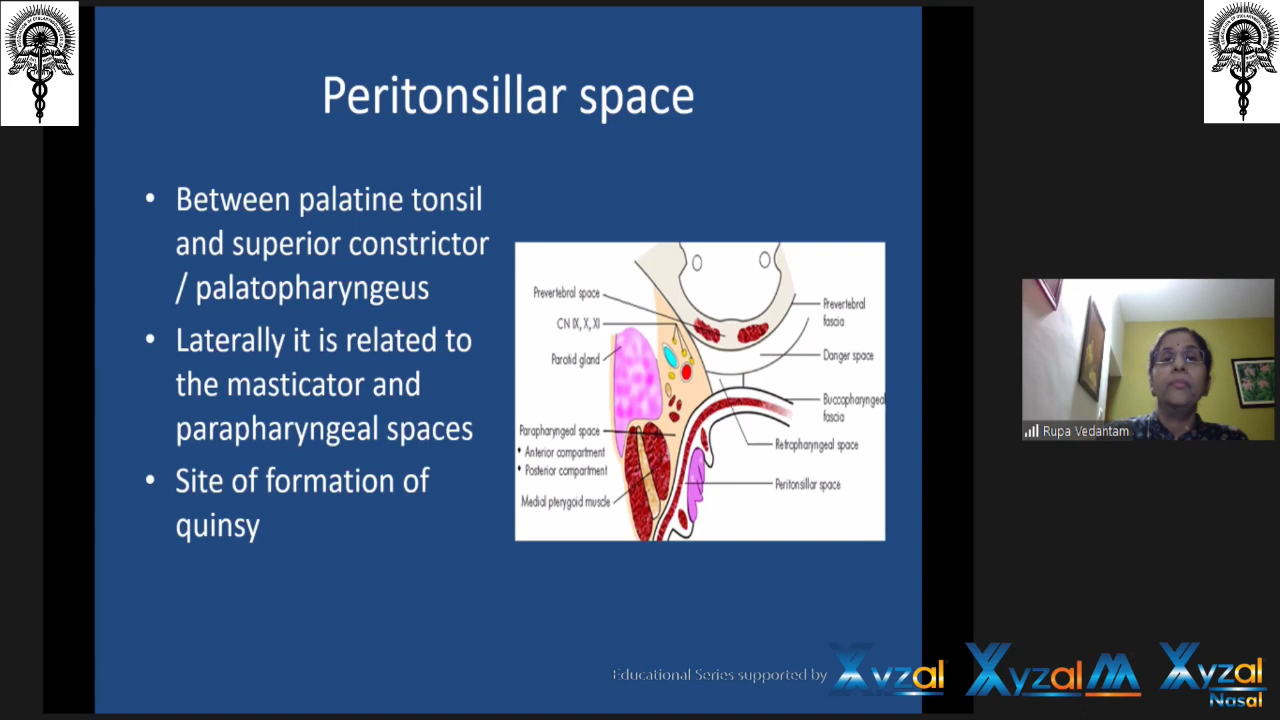 Peritonsillar space
• Between palatine tonsil
and superior constrictor
/ palatopharyngeus
• Laterally it is related to
the masticator and
parapharyngeal spaces
• Site of formation of
quinsy
Prevertebral space
CN IX, X, XI
Parotid gland
Parapharyngeal space
• Anterior compartment
• Posterior compartment
Medial pterygoid muscle
Prevertebral
fascia
Danger space
Buccopharyngeal
fascia
Retropharyngeal space
Peritonsillar space
Rupa Vedantam
Educational Series supported by
Xyzal
Xyzal M
Xyzal
Nasal